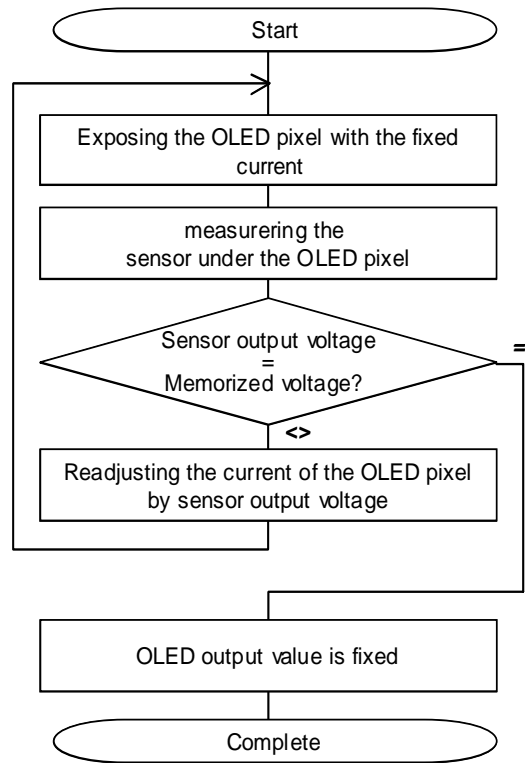 Start
Exposing the OLED pixel with the fixed
current
measurering the
sensor under the OLED pixel
Sensor output voltage
=
Memorized voltage?
=
<>
Readjusting the current of the OLED pixel
by sensor output voltage
OLED output value is fixed
Complete